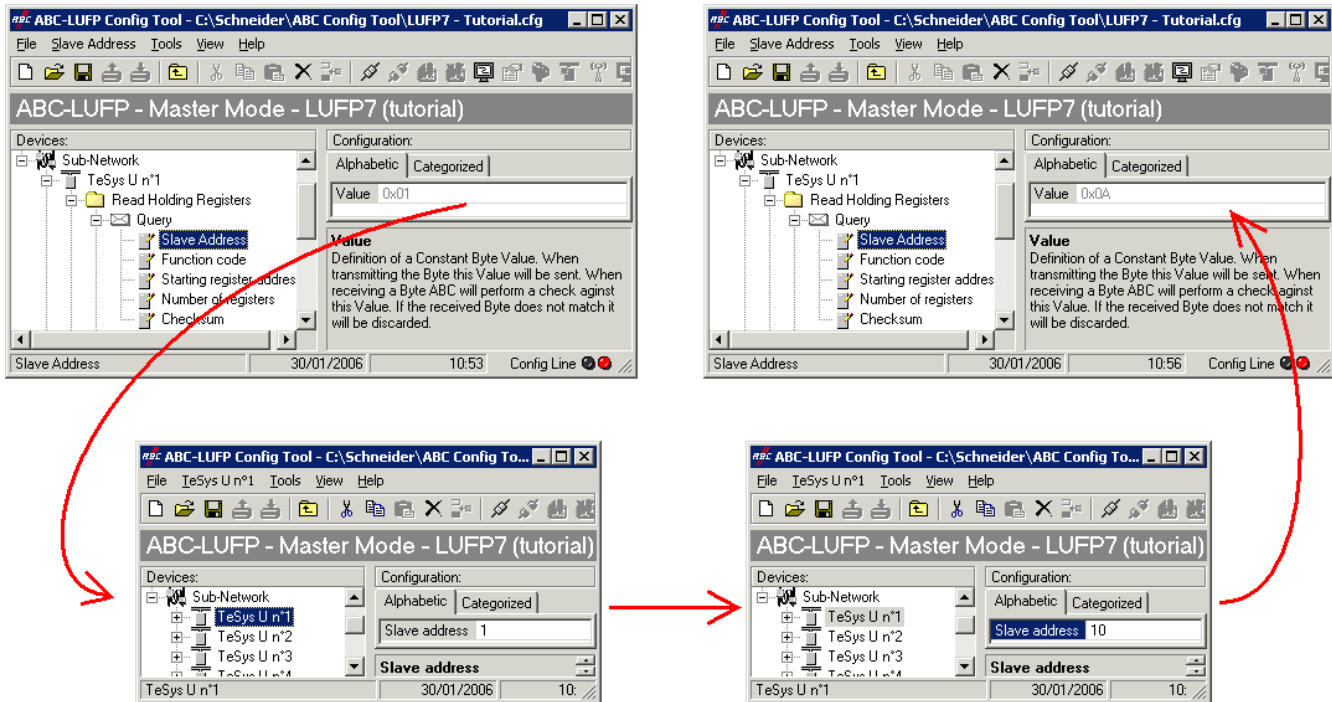 ABC-LUFP Config Tool - C:\Schneider\ABC Config Tool\LUFP7 - Tutorial.cfg
File Slave Address Tools View Help
ABC-LUFP - Master Mode - LUFP7 (tutorial)
Devices:
Sub-Network
TeSys U n°1
Read Holding Registers
Query
Slave Address
Function code
Starting register addres
Number of registers
Checksum
Configuration:
Alphabetic Categorized
Value 0x01
Value
Definition of a Constant Byte Value. When
transmitting the Byte this Value will be sent. When
receiving a Byte ABC will perform a check aginst
this Value. If the received Byte does not match it
will be discarded.
Slave Address 30/01/2006 10:53 Config Line
ABC-LUFP Config Tool - C:\Schneider\ABC Config Tool\LUFP7 - Tutorial.cfg
File Slave Address Tools View Help
ABC-LUFP - Master Mode - LUFP7 (tutorial)
Devices:
Sub-Network
TeSys U n°1
Read Holding Registers
Query
Slave Address
Function code
Starting register addres
Number of registers
Checksum
Configuration:
Alphabetic Categorized
Value 0x0A
Value
Definition of a Constant Byte Value. When
transmitting the Byte this Value will be sent. When
receiving a Byte ABC will perform a check aginst
this Value. If the received Byte does not match it
will be discarded.
Slave Address 30/01/2006 10:56 Config Line
ABC-LUFP Config Tool - C:\Schneider\ABC Config To...
File TeSys U n°1 Tools View Help
ABC-LUFP - Master Mode - LUFP7 (tutorial)
Devices:
Sub-Network
TeSys U n°1
TeSys U n°2
TeSys U n°3
TeSys U n°4
Configuration:
Alphabetic Categorized
Slave address 1
Slave address
TeSys U n°1 30/01/2006 10:
ABC-LUFP Config Tool - C:\Schneider\ABC Config To...
File TeSys U n°1 Tools View Help
ABC-LUFP - Master Mode - LUFP7 (tutorial)
Devices:
Sub-Network
TeSys U n°1
TeSys U n°2
TeSys U n°3
TeSys U n°4
Configuration:
Alphabetic Categorized
Slave address 10
Slave address
TeSys U n°1 30/01/2006 10: